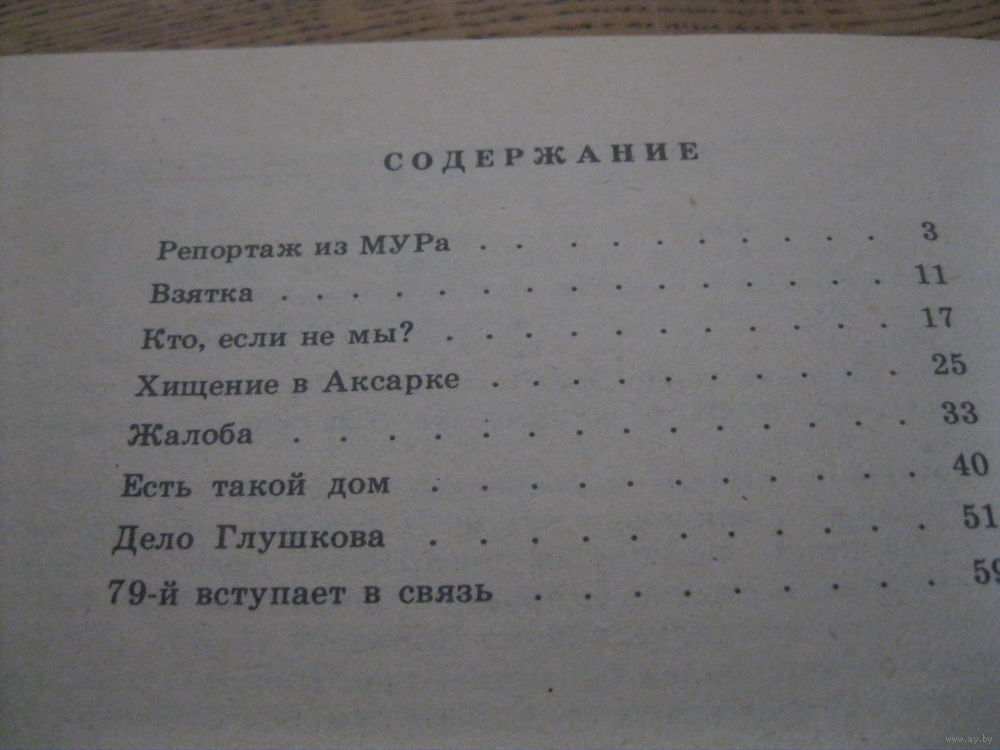 СОДЕРЖАНИЕ
Репортаж из МУРа . . . . . . . . . . 3
Взятка . . . . . . . . . . . . . . . . . 11
Кто, если не мы? . . . . . . . . . . . 17
Хищение в Аксарке . . . . . . . . . . 25
Жалоба . . . . . . . . . . . . . . 33
Есть такой дом . . . . . . . . . . . 40
Дело Глушкова . . . . . . . . . . . 51
79-й вступает в связь . . . . . . . . . 59
www.ay.by